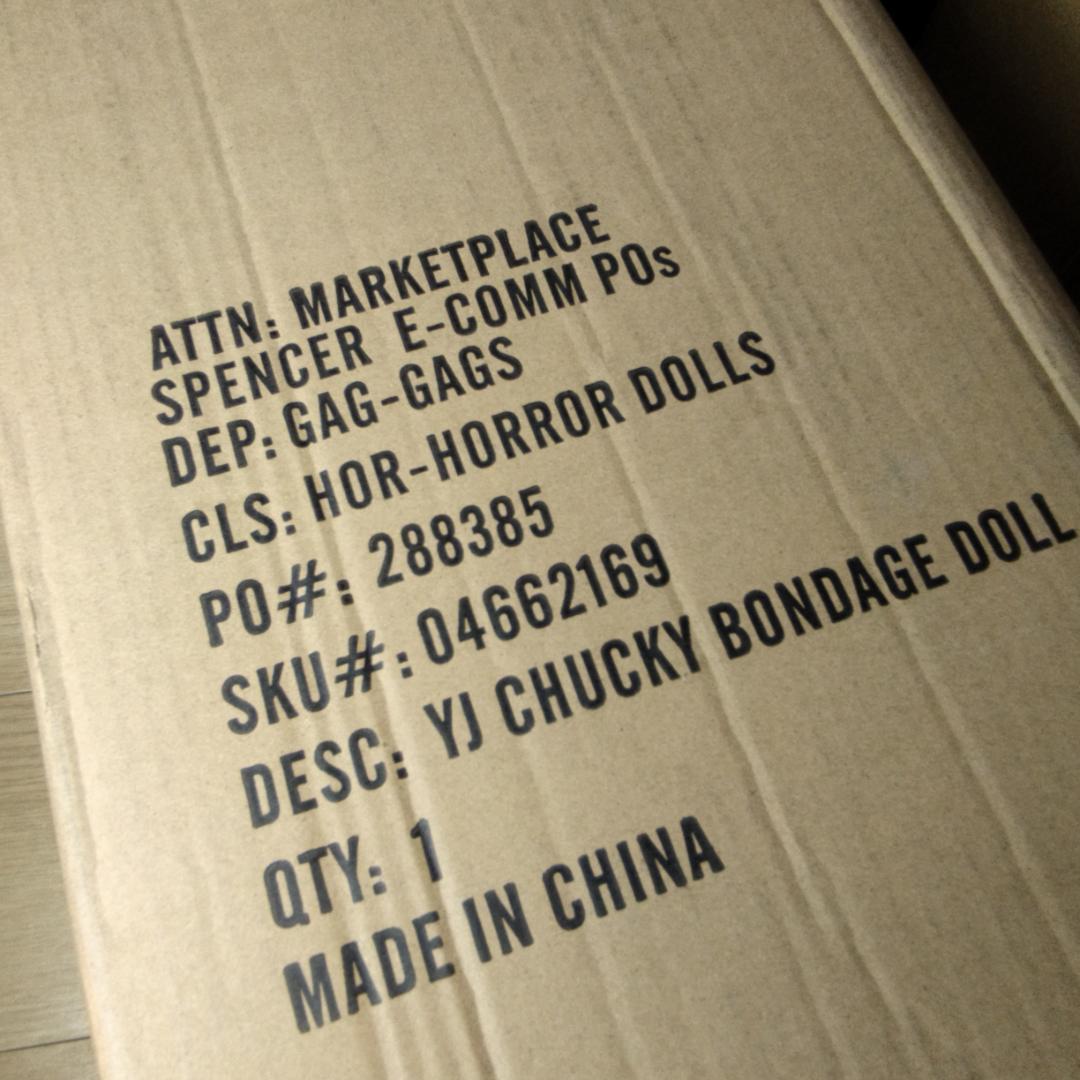 ATTN: MARKETPLACE
SPENCER E-COMM POs
DEP: GAG-GAGS
CLS: HOR-HORROR DOLLS
PO#: 288385
SKU#: 04662169
DESC: YJ CHUCKY BONDAGE DOLL
QTY: 1
MADE IN CHINA